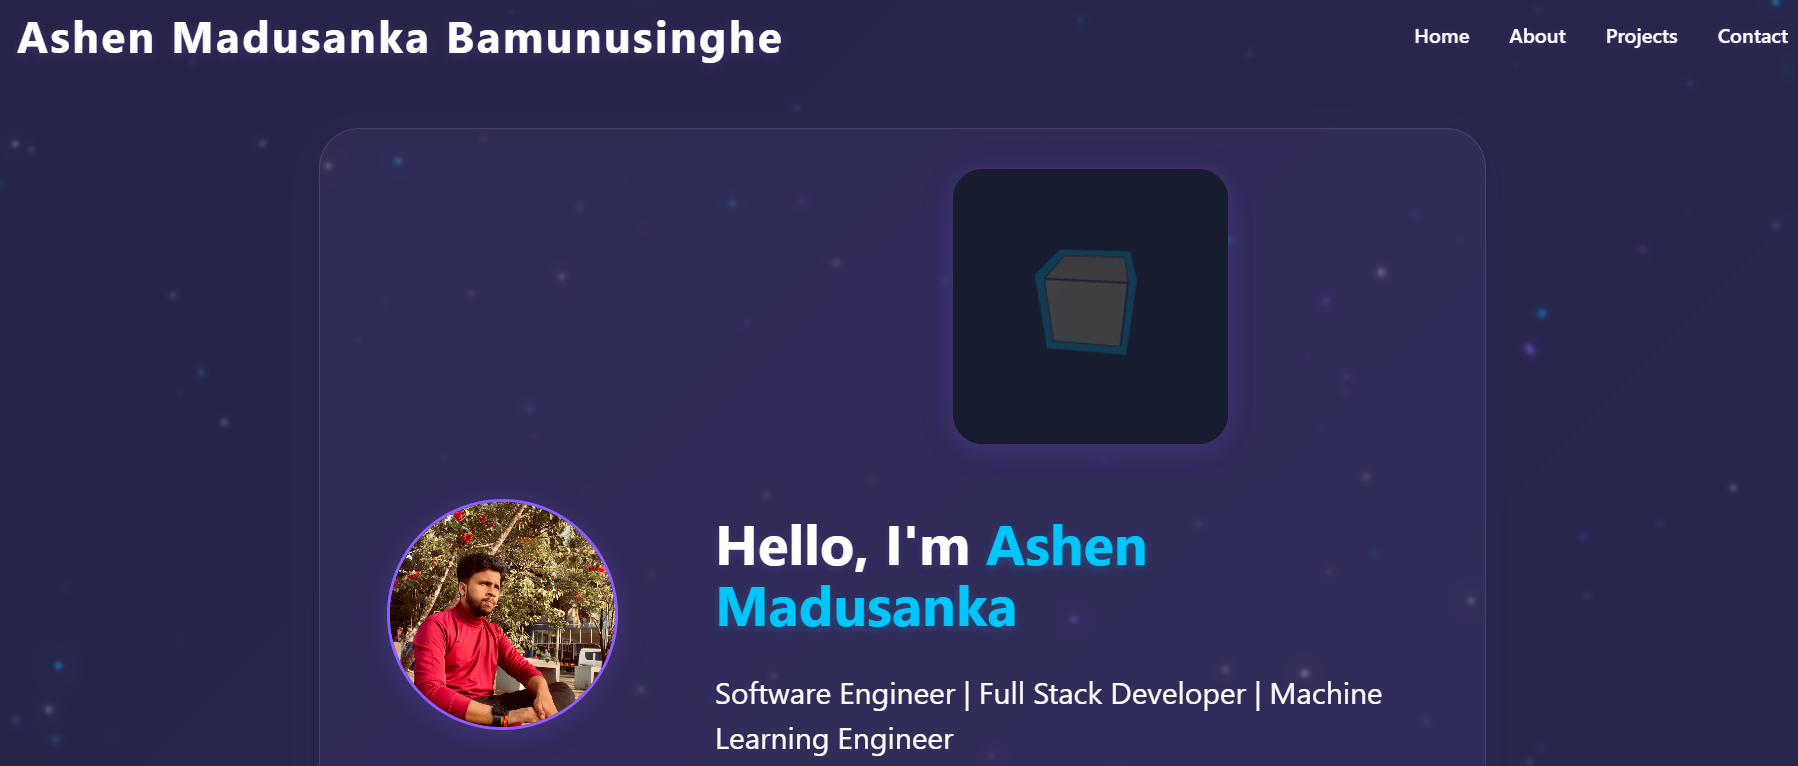 Ashen Madusanka Bamunusinghe
Home About Projects Contact
Hello, I'm Ashen
Madusanka
Software Engineer | Full Stack Developer | Machine
Learning Engineer